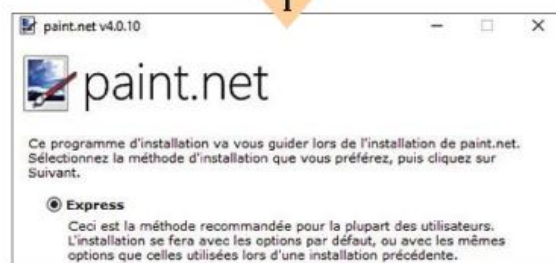 1
paint.net v4.0.10
paint.net
Ce programme d'installation va vous guider lors de l'installation de paint.net.
Sélectionnez la méthode d'installation que vous préférez, puis cliquez sur
Suivant.
Express
Ceci est la méthode recommandée pour la plupart des utilisateurs.
L'installation se fera avec les options par défaut, ou avec les mêmes
options que celles utilisées lors d'une installation précédente.